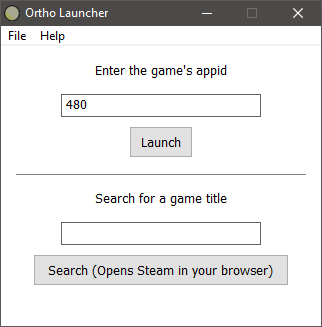 Ortho Launcher
File Help
Enter the game's appid
480
Launch
Search for a game title
Search (Opens Steam in your browser)